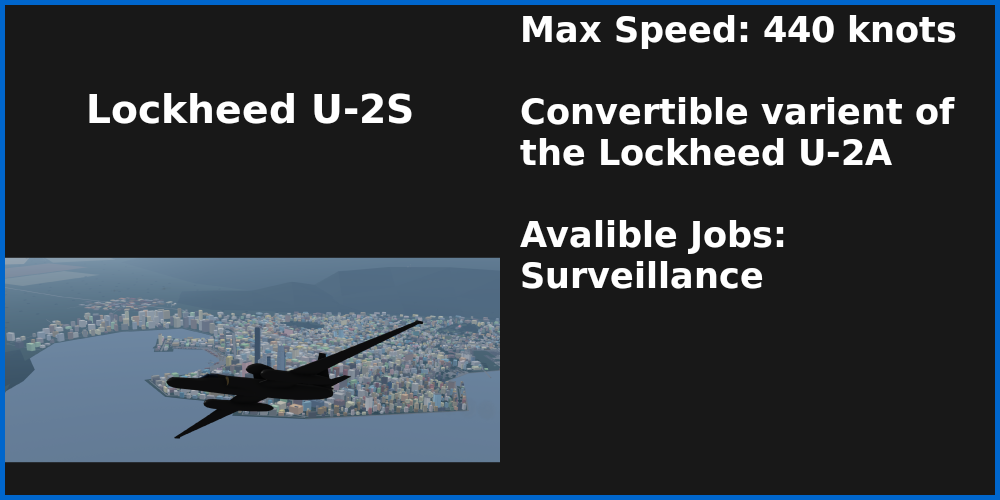 Lockheed U-2S
Max Speed: 440 knots
Convertible varient of
the Lockheed U-2A
Avalible Jobs:
Surveillance